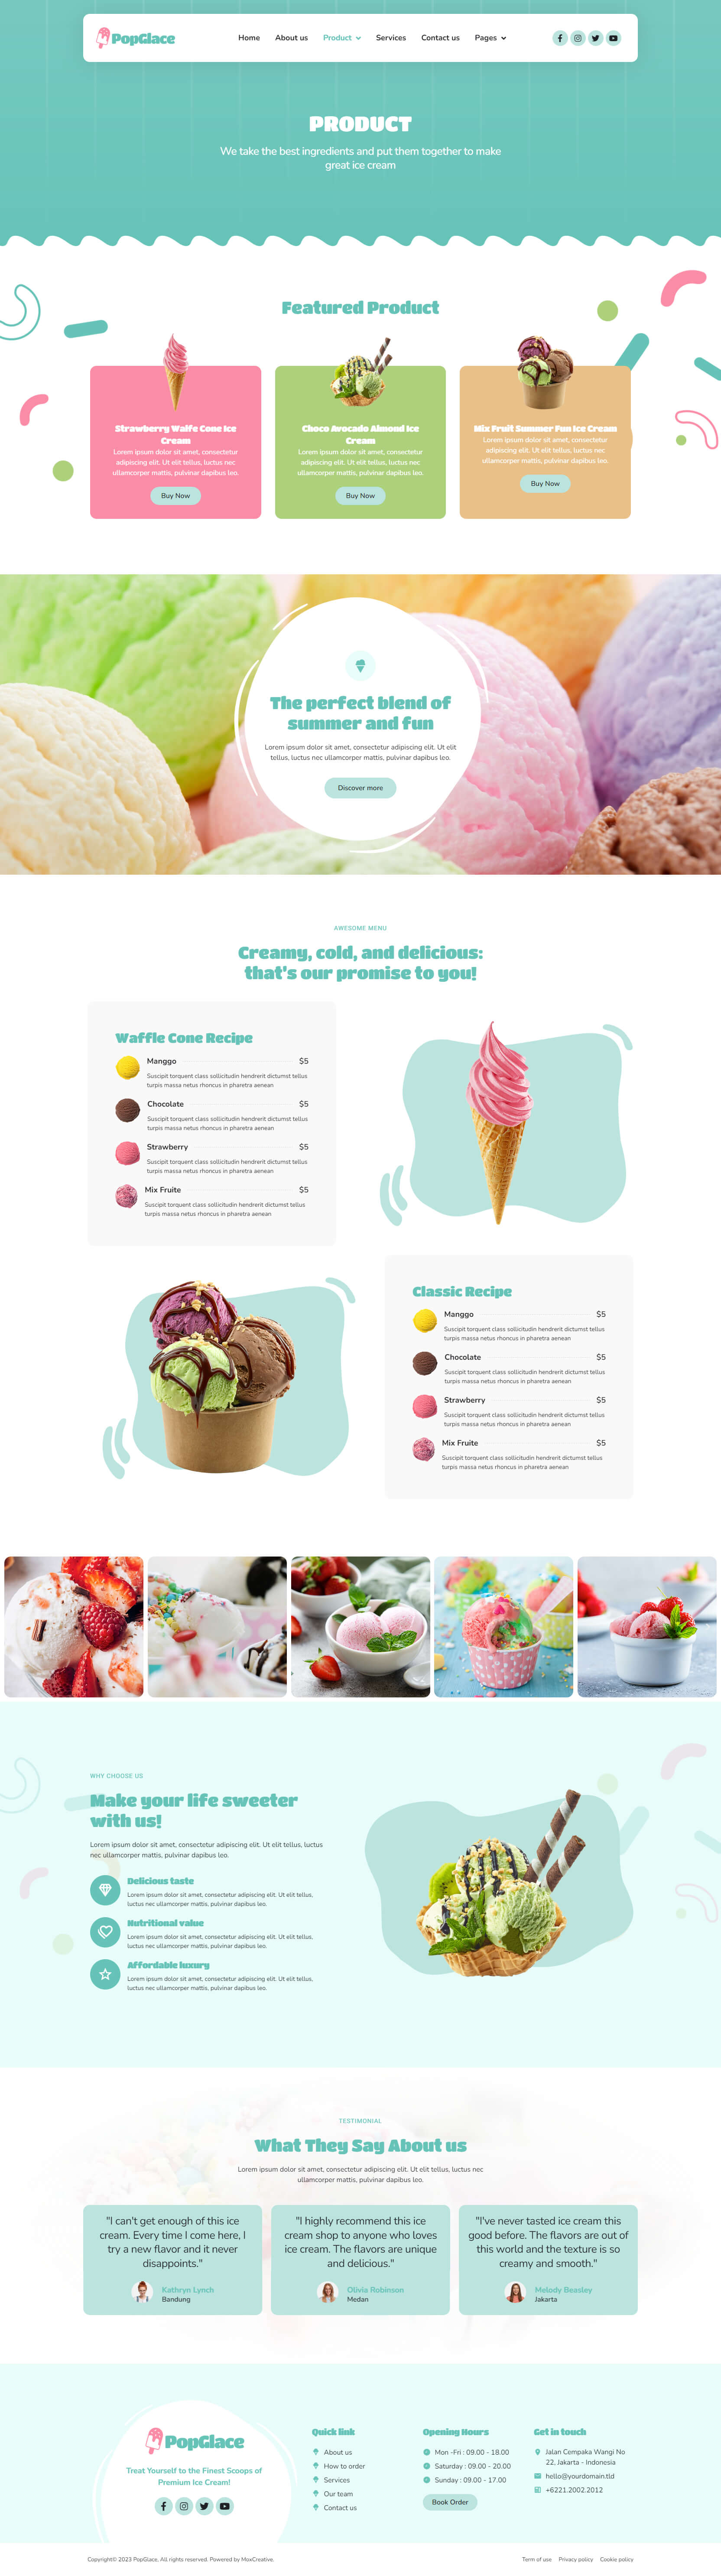 PopGlace
Home About us Product Services Contact us Pages
PRODUCT
We take the best ingredients and put them together to make
great ice cream
Featured Product
Strawberry Walfe Cone Ice
Cream
Lorem ipsum dolor sit amet, consectetur
adipiscing elit. Ut elit tellus, luctus nec
ullamcorper mattis, pulvinar dapibus leo.
Buy Now
Choco Avocado Almond Ice
Cream
Lorem ipsum dolor sit amet, consectetur
adipiscing elit. Ut elit tellus, luctus nec
ullamcorper mattis, pulvinar dapibus leo.
Buy Now
Mix Fruit Summer Fun Ice Cream
Lorem ipsum dolor sit amet, consectetur
adipiscing elit. Ut elit tellus, luctus nec
ullamcorper mattis, pulvinar dapibus leo.
Buy Now
The perfect blend of
summer and fun
Lorem ipsum dolor sit amet, consectetur adipiscing elit. Ut elit
tellus, luctus nec ullamcorper mattis, pulvinar dapibus leo.
Discover more
AWESOME MENU
Creamy, cold, and delicious:
that's our promise to you!
Waffle Cone Recipe
Manggo $5
Suscipit torquent class sollicitudin hendrerit dictumst tellus
turpis massa netus rhoncus in pharetra aenean
Chocolate $5
Suscipit torquent class sollicitudin hendrerit dictumst tellus
turpis massa netus rhoncus in pharetra aenean
Strawberry $5
Suscipit torquent class sollicitudin hendrerit dictumst tellus
turpis massa netus rhoncus in pharetra aenean
Mix Fruite $5
Suscipit torquent class sollicitudin hendrerit dictumst tellus
turpis massa netus rhoncus in pharetra aenean
Classic Recipe
Manggo $5
Suscipit torquent class sollicitudin hendrerit dictumst tellus
turpis massa netus rhoncus in pharetra aenean
Chocolate $5
Suscipit torquent class sollicitudin hendrerit dictumst tellus
turpis massa netus rhoncus in pharetra aenean
Strawberry $5
Suscipit torquent class sollicitudin hendrerit dictumst tellus
turpis massa netus rhoncus in pharetra aenean
Mix Fruite $5
Suscipit torquent class sollicitudin hendrerit dictumst tellus
turpis massa netus rhoncus in pharetra aenean
WHY CHOOSE US
Make your life sweeter
with us!
Lorem ipsum dolor sit amet, consectetur adipiscing elit. Ut elit tellus, luctus
nec ullamcorper mattis, pulvinar dapibus leo.
Delicious taste
Lorem ipsum dolor sit amet, consectetur adipiscing elit. Ut elit tellus,
luctus nec ullamcorper mattis, pulvinar dapibus leo.
Nutritional value
Lorem ipsum dolor sit amet, consectetur adipiscing elit. Ut elit tellus,
luctus nec ullamcorper mattis, pulvinar dapibus leo.
Affordable luxury
Lorem ipsum dolor sit amet, consectetur adipiscing elit. Ut elit tellus,
luctus nec ullamcorper mattis, pulvinar dapibus leo.
TESTIMONIAL
What They Say About us
Lorem ipsum dolor sit amet, consectetur adipiscing elit. Ut elit tellus, luctus nec
ullamcorper mattis, pulvinar dapibus leo.
"I can't get enough of this ice
cream. Every time I come here, I
try a new flavor and it never
disappoints."
Kathryn Lynch
Bandung
"I highly recommend this ice
cream shop to anyone who loves
ice cream. The flavors are unique
and delicious."
Olivia Robinson
Medan
"I've never tasted ice cream this
good before. The flavors are out of
this world and the texture is so
creamy and smooth."
Melody Beasley
Jakarta
PopGlace
Treat Yourself to the Finest Scoops of
Premium Ice Cream!
Quick link
About us
How to order
Services
Our team
Contact us
Opening Hours
Mon -Fri : 09.00 - 18.00
Saturday : 09.00 - 20.00
Sunday : 09.00 - 17.00
Book Order
Get in touch
Jalan Cempaka Wangi No
22, Jakarta - Indonesia
hello@yourdomain.tld
+6221.2002.2012
Copyright© 2023 PopGlace. All rights reserved. Powered by MoxCreative.
Term of use Privacy policy Cookie policy